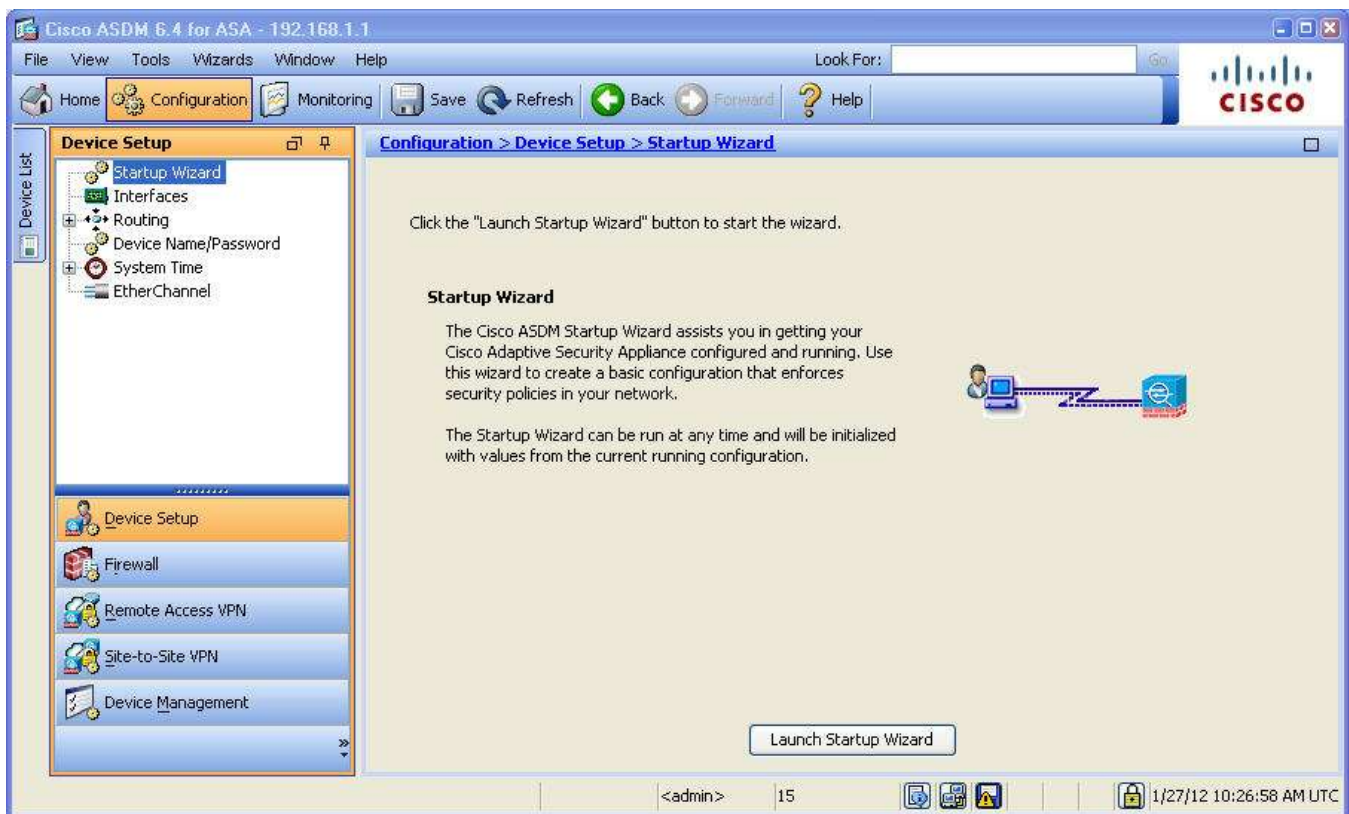 Cisco ASDM 6.4 for ASA - 192.168.1.1
File View Tools Wizards Window Help Look For: Go
Home Configuration Monitoring Save Refresh Back Forward Help
CISCO
Device List
Device Setup
Startup Wizard
Interfaces
Routing
Device Name/Password
System Time
EtherChannel
Device Setup
Firewall
Remote Access VPN
Site-to-Site VPN
Device Management
Configuration > Device Setup > Startup Wizard
Click the "Launch Startup Wizard" button to start the wizard.
Startup Wizard
The Cisco ASDM Startup Wizard assists you in getting your
Cisco Adaptive Security Appliance configured and running. Use
this wizard to create a basic configuration that enforces
security policies in your network.
The Startup Wizard can be run at any time and will be initialized
with values from the current running configuration.
Launch Startup Wizard
<admin> 15 1/27/12 10:26:58 AM UTC